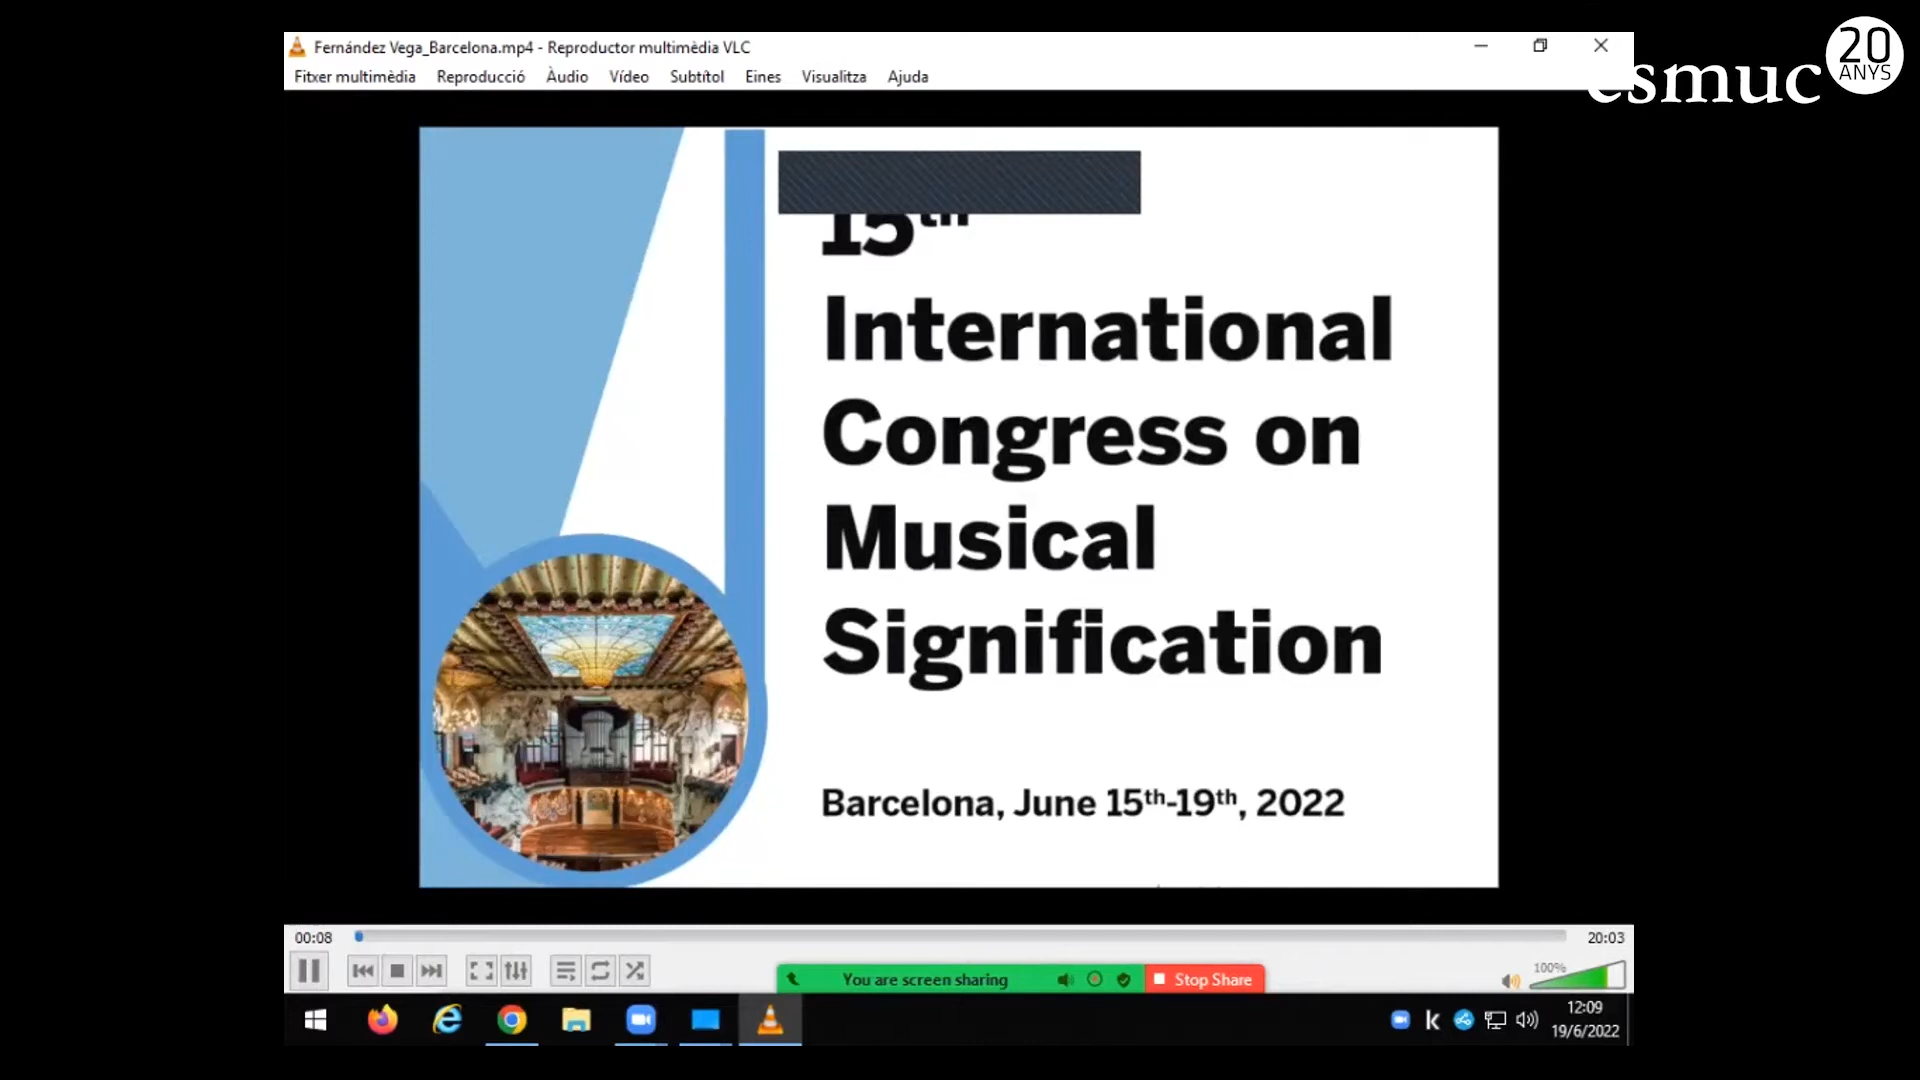 Fernández Vega_Barcelona.mp4 - Reproductor multimèdia VLC
Fitxer multimèdia Reproducció Àudio Vídeo Subtítol Eines Visualitza Ajuda
esmuc 20 ANYS
15th
International
Congress on
Musical
Signification
Barcelona, June 15th-19th, 2022
00:08 20:03
You are screen sharing Stop Share
100%
12:09
19/6/2022